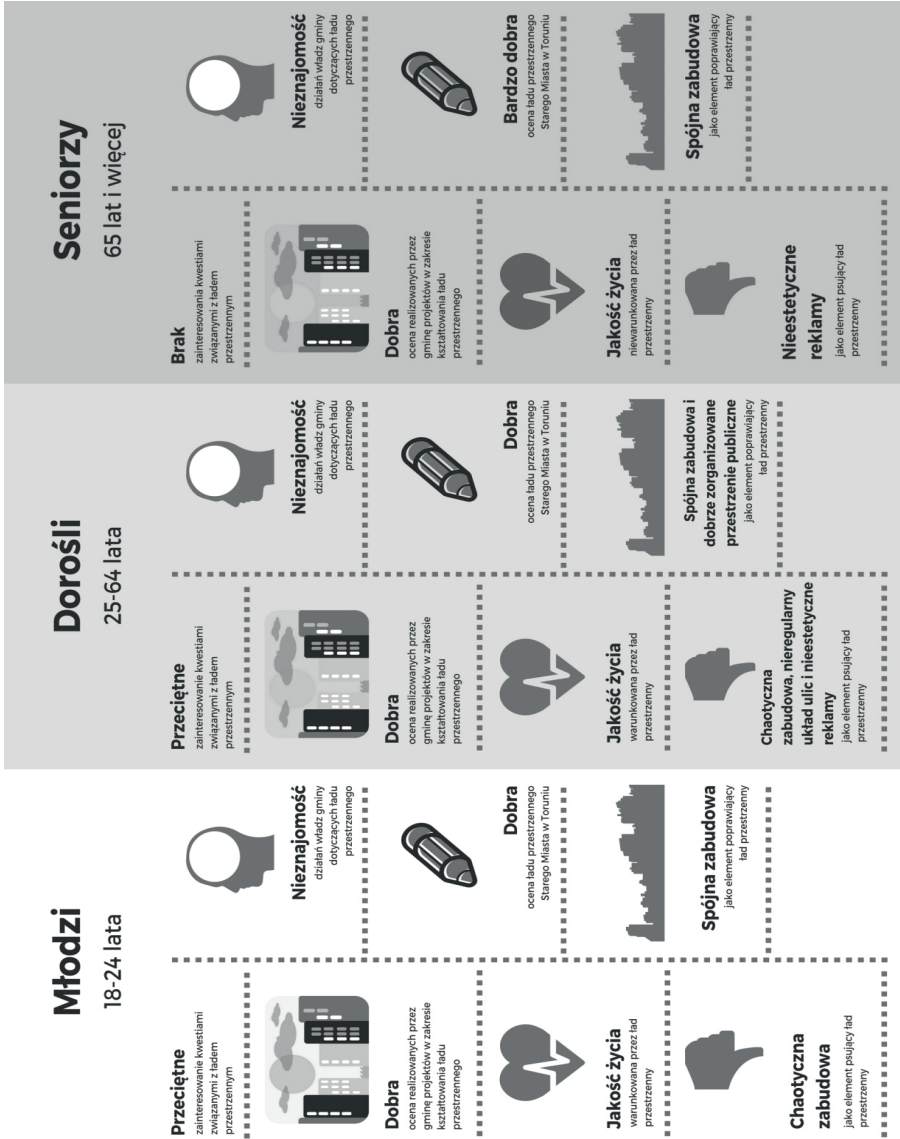 Młodzi
18-24 lata
Przeciętne
zainteresowanie kwestiami
związanymi z ładem
przestrzennym
Nieznajomość
działań władz gminy
dotyczących ładu
przestrzennego
Dobra
ocena realizowanych przez
gminę projektów w zakresie
kształtowania ładu
przestrzennego
Dobra
ocena ładu przestrzennego
Starego Miasta w Toruniu
Jakość życia
warunkowana przez ład
przestrzenny
Spójna zabudowa
jako element poprawiający
ład przestrzenny
Chaotyczna
zabudowa
jako element psujący ład
przestrzenny
Dorośli
25-64 lata
Przeciętne
zainteresowanie kwestiami
związanymi z ładem
przestrzennym
Nieznajomość
działań władz gminy
dotyczących ładu
przestrzennego
Dobra
ocena realizowanych przez
gminę projektów w zakresie
kształtowania ładu
przestrzennego
Dobra
ocena ładu przestrzennego
Starego Miasta w Toruniu
Jakość życia
warunkowana przez ład
przestrzenny
Spójna zabudowa i
dobrze zorganizowane
przestrzenie publiczne
jako element poprawiający
ład przestrzenny
Chaotyczna
zabudowa, nieregularny
układ ulic i nieestetyczne
reklamy
jako element psujący ład
przestrzenny
Seniorzy
65 lat i więcej
Brak
zainteresowania kwestiami
związanymi z ładem
przestrzennym
Nieznajomość
działań władz gminy
dotyczących ładu
przestrzennego
Dobra
ocena realizowanych przez
gminę projektów w zakresie
kształtowania ładu
przestrzennego
Bardzo dobra
ocena ładu przestrzennego
Starego Miasta w Toruniu
Jakość życia
niewarunkowana przez ład
przestrzenny
Spójna zabudowa
jako element poprawiający
ład przestrzenny
Nieestetyczne
reklamy
jako element psujący ład
przestrzenny